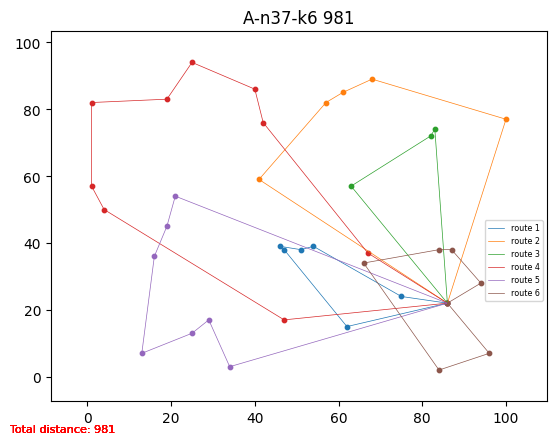 A-n37-k6 981
100
80
60
40
20
0
0 20 40 60 80 100
route 1
route 2
route 3
route 4
route 5
route 6
Total distance: 981